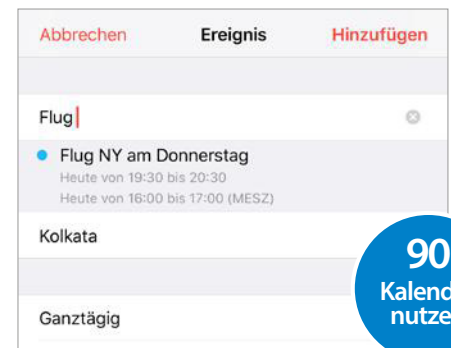 Abbrechen Ereignis Hinzufügen
Flug
Flug NY am Donnerstag
Heute von 19:30 bis 20:30
Heute von 16:00 bis 17:00 (MESZ)
Kolkata
90
Ganztägig